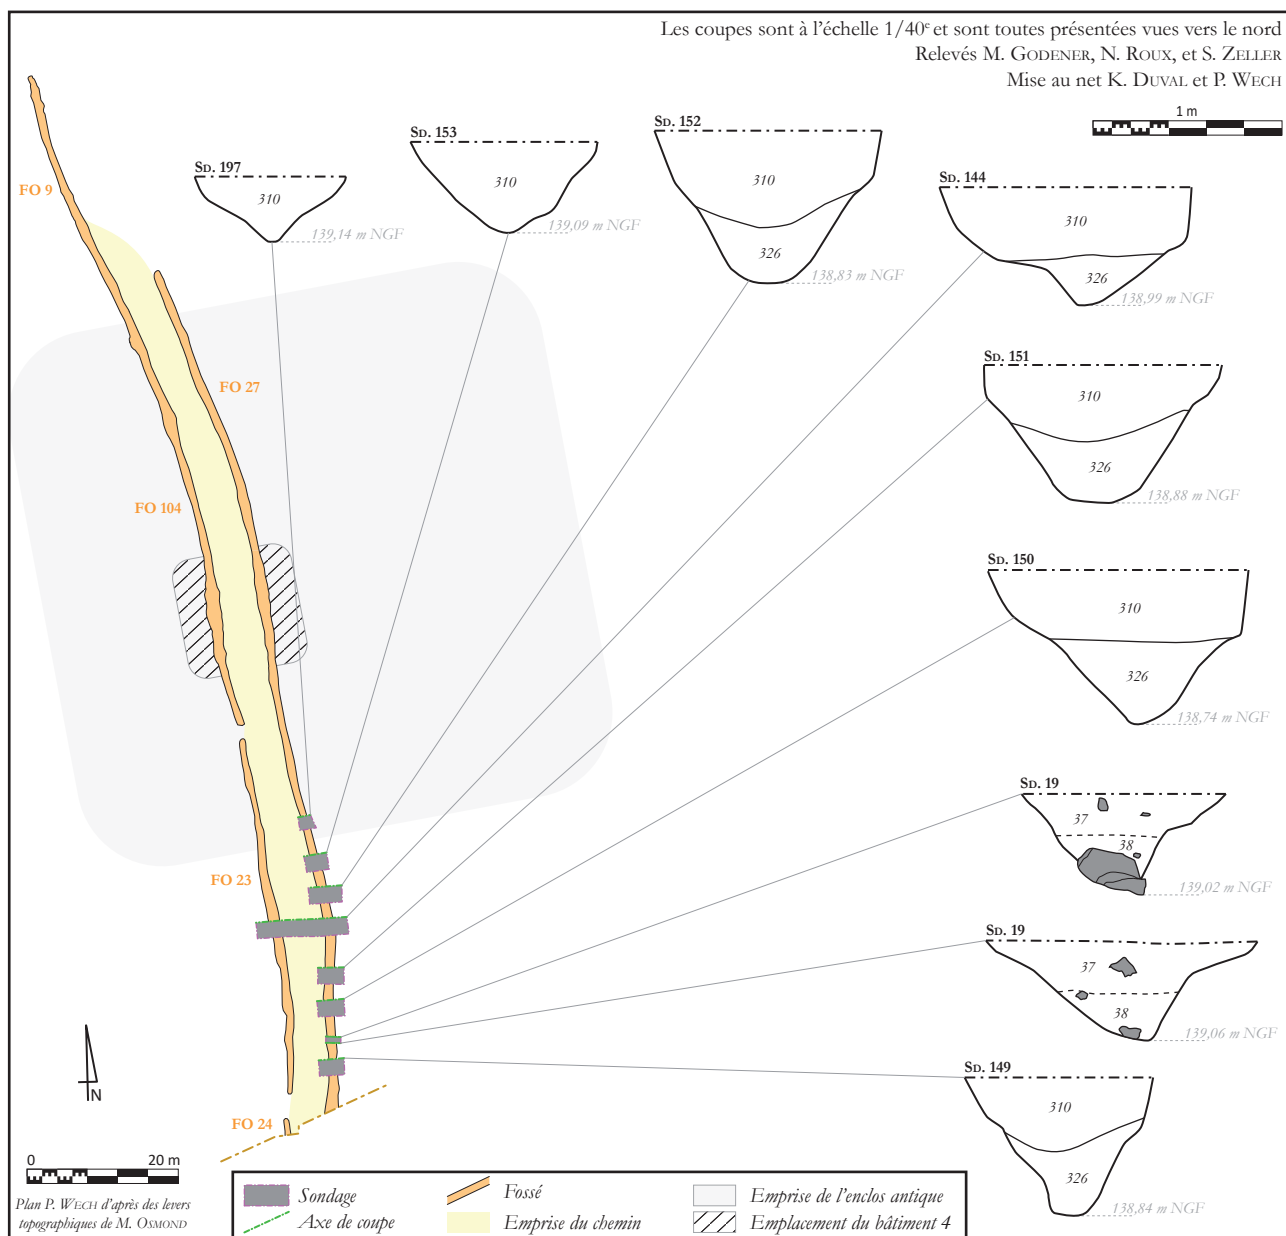 Les coupes sont à l'échelle 1/40e et sont toutes présentées vues vers le nord
Relevés M. GODENER, N. ROUX, et S. ZELLER
Mise au net K. DUVAL et P. WECH
1 m
SD. 197
310
139,14 m NGF
SD. 153
310
139,09 m NGF
SD. 152
310
326
138,83 m NGF
SD. 144
310
326
138,99 m NGF
SD. 151
310
326
138,88 m NGF
SD. 150
310
326
138,74 m NGF
SD. 19
37
38
139,02 m NGF
SD. 19
37
38
139,06 m NGF
SD. 149
310
326
138,84 m NGF
FO 9
FO 27
FO 104
FO 23
FO 24
N
0 20 m
Plan P. WECH d'après des levers
topographiques de M. OSMOND
Sondage
Axe de coupe
Fossé
Emprise du chemin
Emprise de l'enclos antique
Emplacement du bâtiment 4